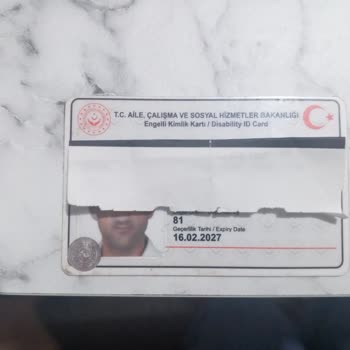 T.C. AİLE, ÇALIŞMA VE SOSYAL HİZMETLER BAKANLIĞI
Engelli Kimlik Kartı / Disability ID Card
81
Geçerlilik Tarihi / Expiry Date
16.02.2027